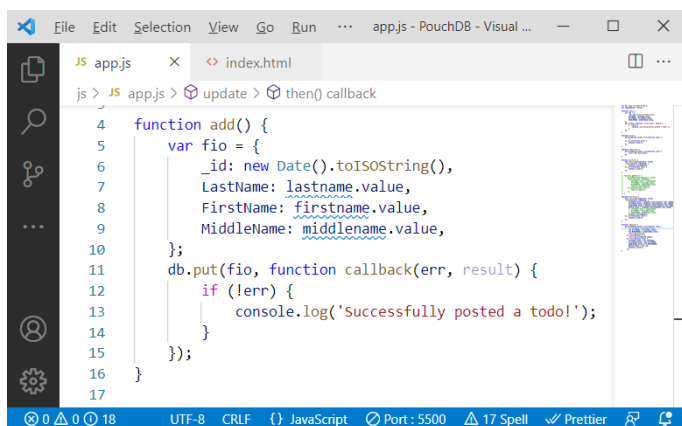 File Edit Selection View Go Run ··· app.js - PouchDB - Visual ...
JS app.js × <> index.html
js > JS app.js > update > then() callback
4 function add() {
5 var fio = {
6 _id: new Date().toISOString(),
7 LastName: lastname.value,
8 FirstName: firstname.value,
9 MiddleName: middlename.value,
10 };
11 db.put(fio, function callback(err, result) {
12 if (!err) {
13 console.log('Successfully posted a todo!');
14 }
15 });
16 }
17
0 0 18 UTF-8 CRLF {} JavaScript Port : 5500 17 Spell Prettier